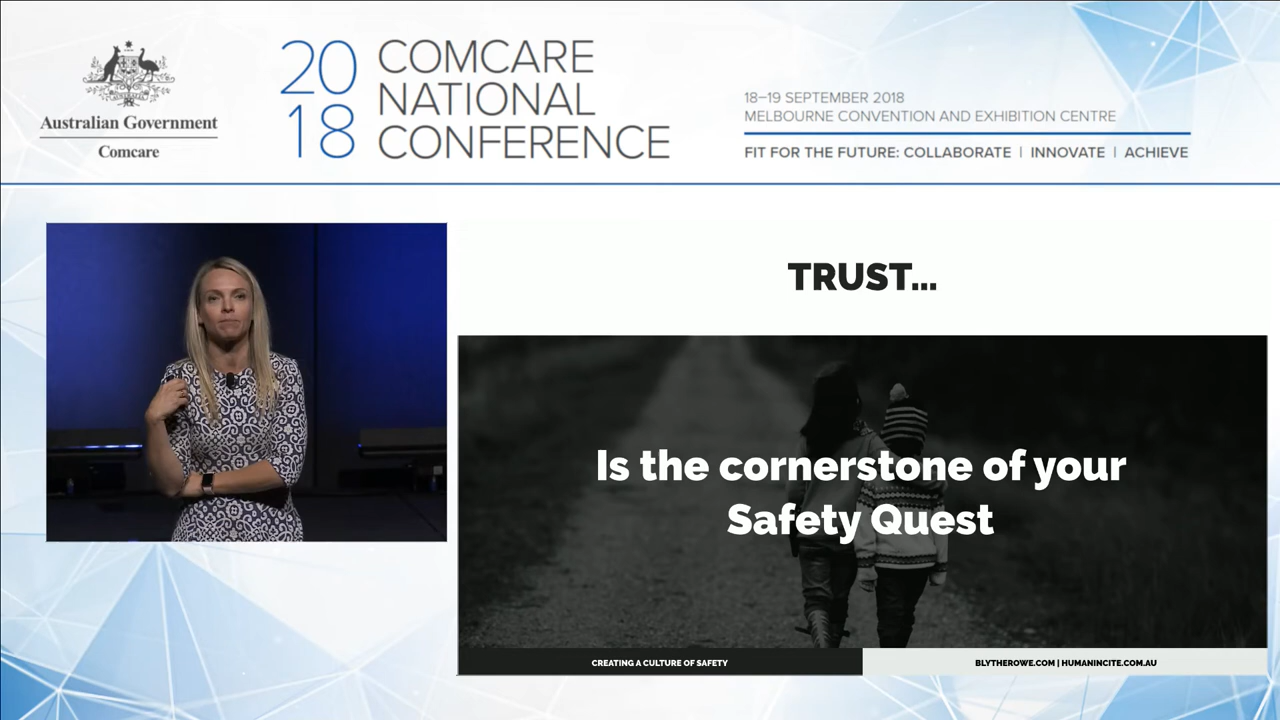 Australian Government
Comcare
20
18
COMCARE
NATIONAL
CONFERENCE
18–19 SEPTEMBER 2018
MELBOURNE CONVENTION AND EXHIBITION CENTRE
FIT FOR THE FUTURE: COLLABORATE | INNOVATE | ACHIEVE
TRUST...
Is the cornerstone of your
Safety Quest
CREATING A CULTURE OF SAFETY
BLYTHEROWE.COM | HUMANINCITE.COM.AU